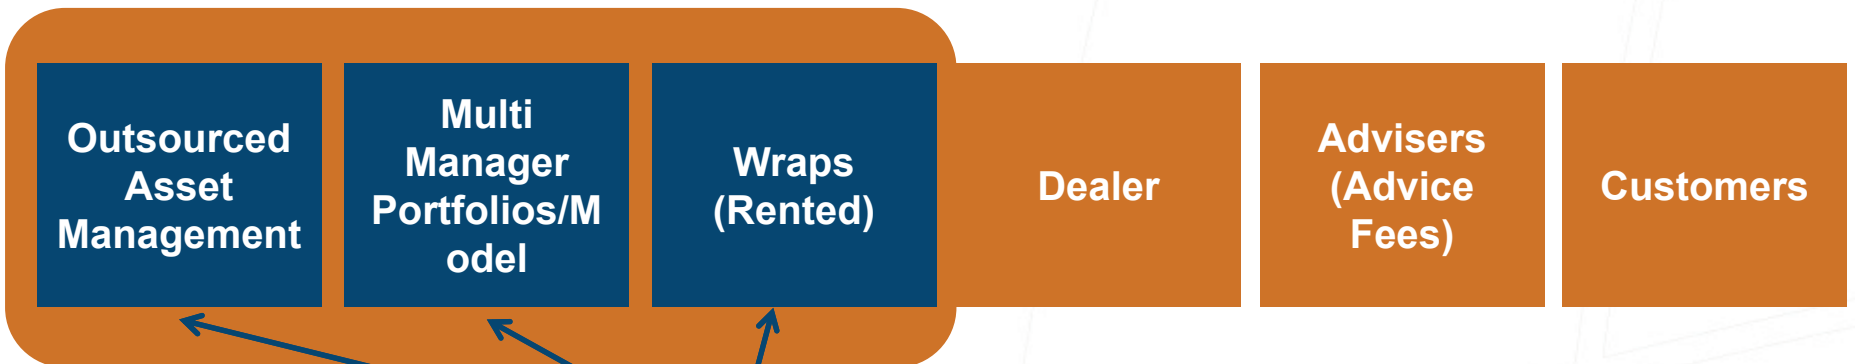 Outsourced
Asset
Management
Multi
Manager
Portfolios/M
odel
Wraps
(Rented)
Dealer
Advisers
(Advice
Fees)
Customers